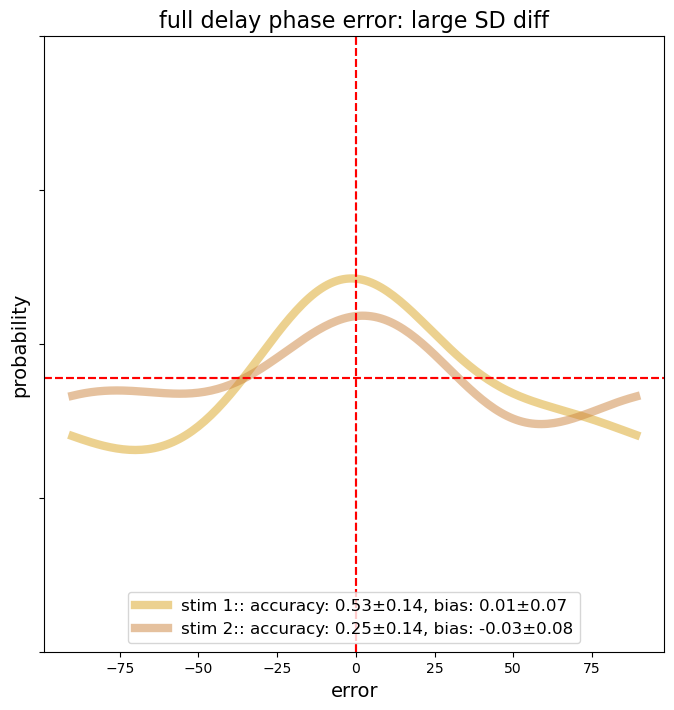 full delay phase error: large SD diff
probability
stim 1:: accuracy: 0.53±0.14, bias: 0.01±0.07
stim 2:: accuracy: 0.25±0.14, bias: -0.03±0.08
−75 −50 −25 0 25 50 75
error